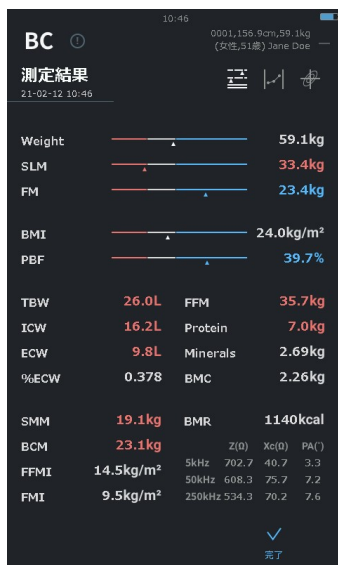 10:46
BC
0001,156.9cm,59.1kg
(女性,51歳) Jane Doe
測定結果
21-02-12 10:46
Weight 59.1kg
SLM 33.4kg
FM 23.4kg
BMI 24.0kg/m²
PBF 39.7%
TBW 26.0L FFM 35.7kg
ICW 16.2L Protein 7.0kg
ECW 9.8L Minerals 2.69kg
%ECW 0.378 BMC 2.26kg
SMM 19.1kg BMR 1140kcal
BCM 23.1kg Z(Ω) Xc(Ω) PA(˚)
FFMI 14.5kg/m² 5kHz 702.7 40.7 3.3
50kHz 608.3 75.7 7.2
FMI 9.5kg/m² 250kHz 534.3 70.2 7.6
完了